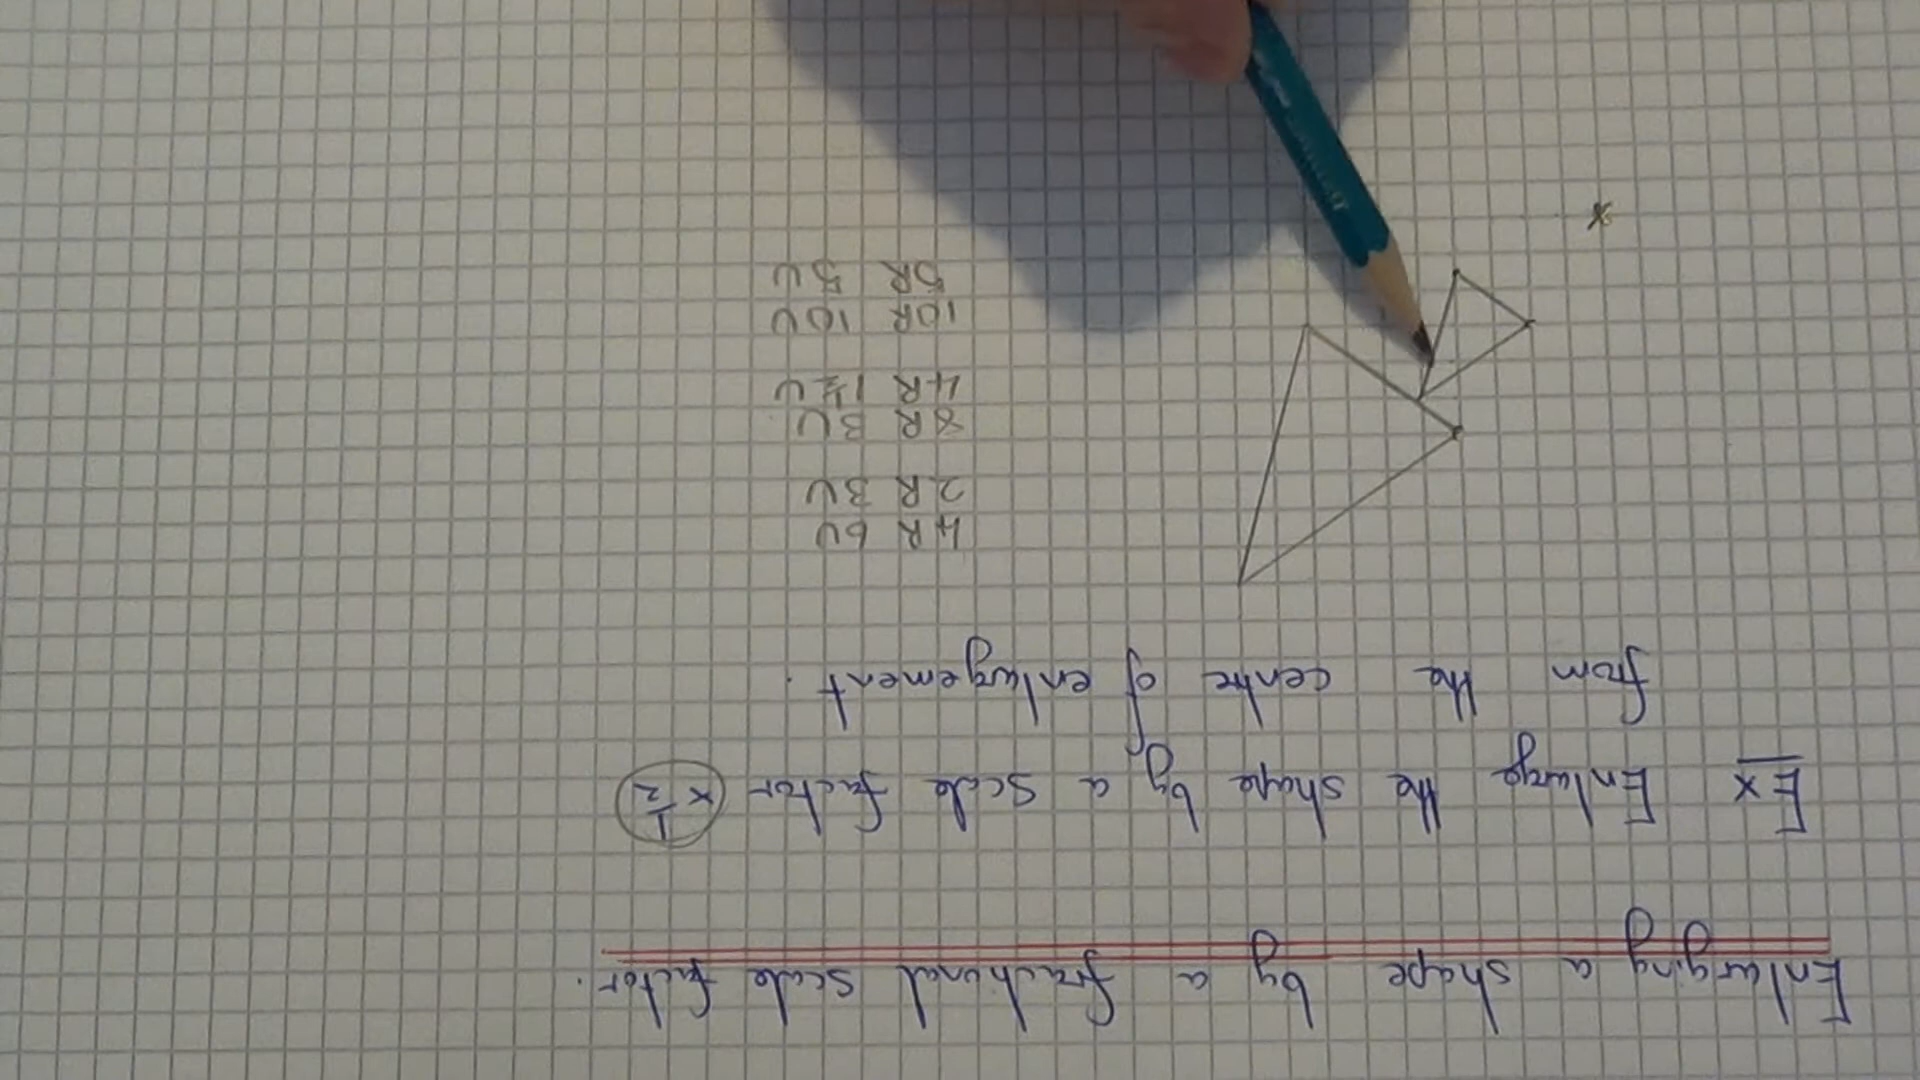 Enlarging a shape by a fractional scale factor.
Ex Enlarge the shape by a scale factor × 1/2
from the centre of enlargement.
4R 6U
2R 3U
8R 3U
4R 1½U
10R 10U
5R 5U